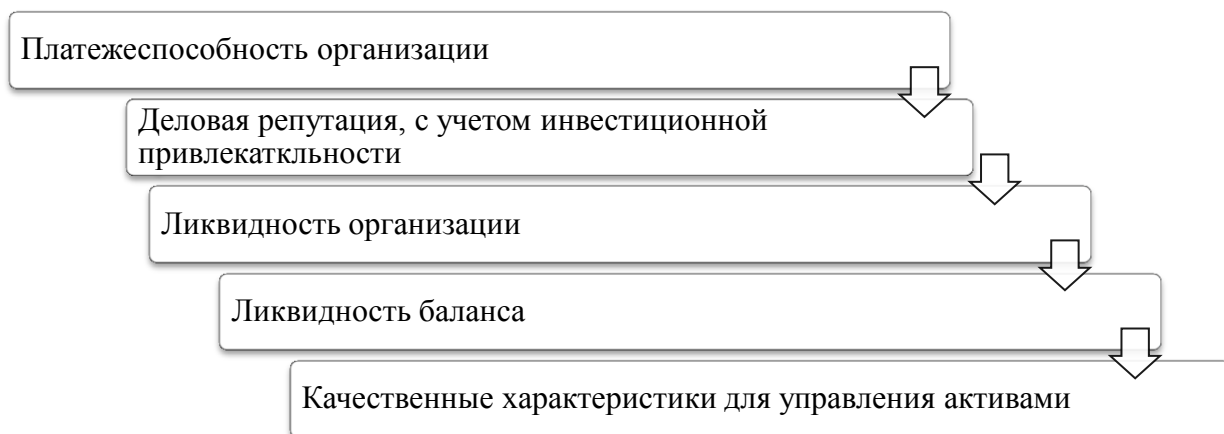 Платежеспособность организации
Деловая репутация, с учетом инвестиционной
привлекаткльности
Ликвидность организации
Ликвидность баланса
Качественные характеристики для управления активами